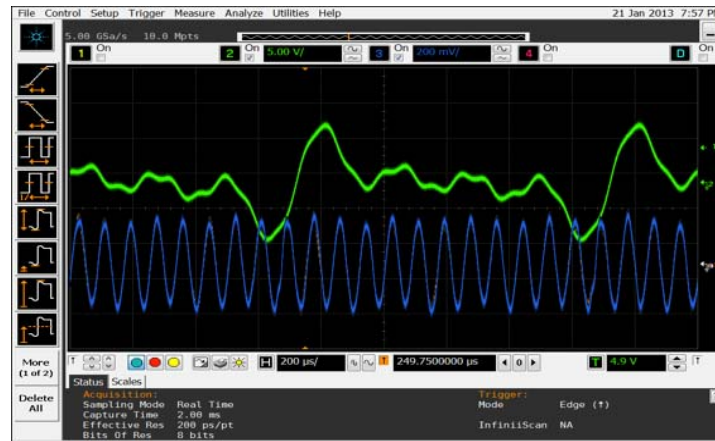 File Control Setup Trigger Measure Analyze Utilities Help 21 Jan 2013 7:57 P
5.00 GSa/s 10.0 Mpts
1 On 2 On 5.00 V/ 3 On 200 mV/ 4 On D On
More
(1 of 2)
Delete
All
H 200 µs/ 249.7500000 µs 0 T 4.9 V
Status Scales
Acquisition:
Sampling Mode Real Time
Capture Time 2.00 ms
Effective Res 200 ps/pt
Bits Of Res 8 bits
Trigger:
Mode Edge (↑)
InfiniiScan NA